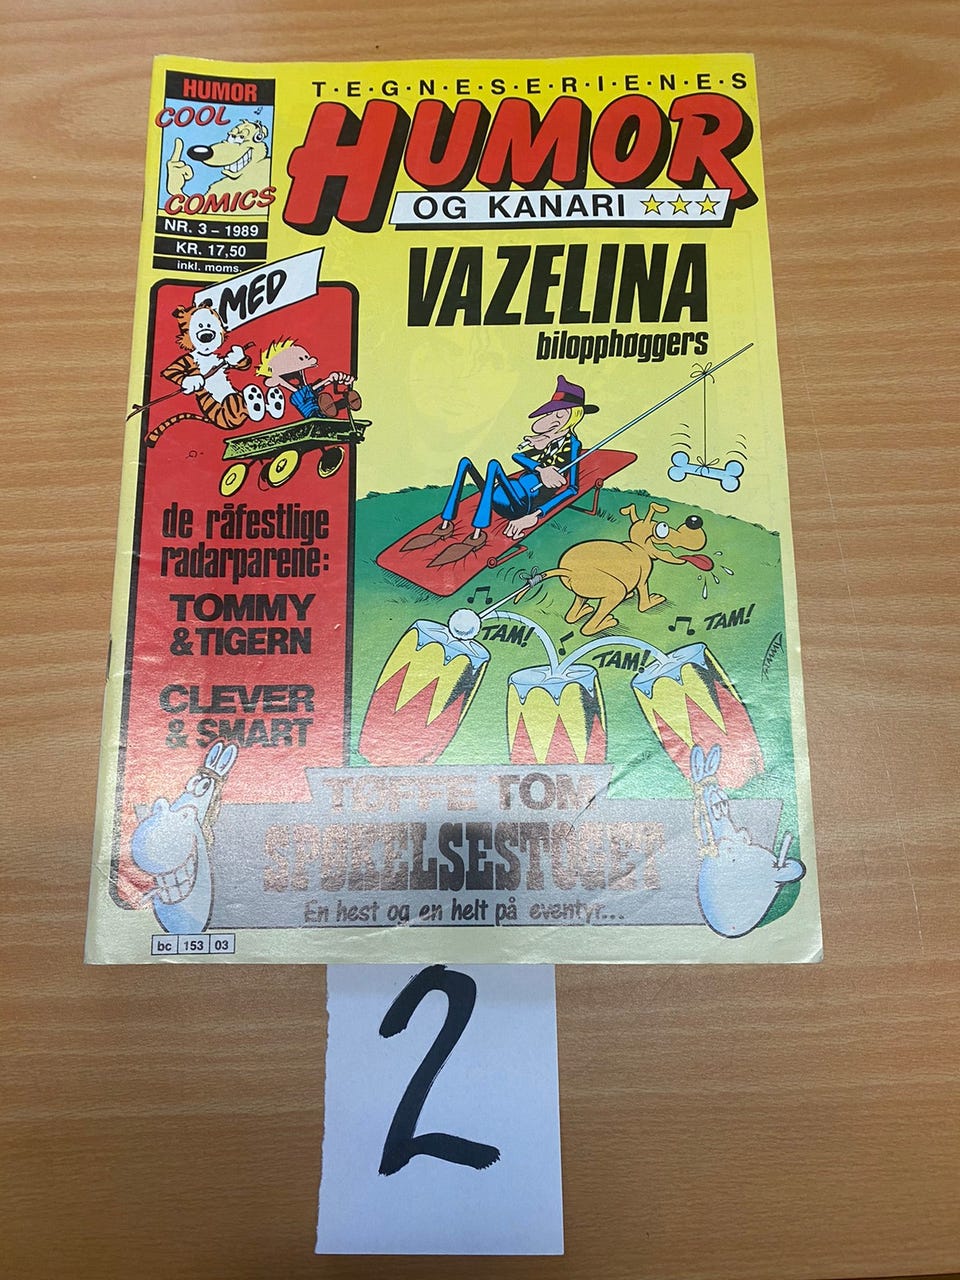 HUMOR
COOL
COMICS
NR. 3 – 1989
KR. 17,50
inkl. moms.
T·E·G·N·E·S·E·R·I·E·N·E·S
HUMOR
OG KANARI ☆☆☆
VAZELINA
bilopphøggers
MED
de råfestlige
radarparene:
TOMMY
& TIGERN
CLEVER
& SMART
TAM!
TAM!
TAM!
TØFFE TOM
SPØKELSESTOGET
En hest og en helt på eventyr...
bc 153 03
2